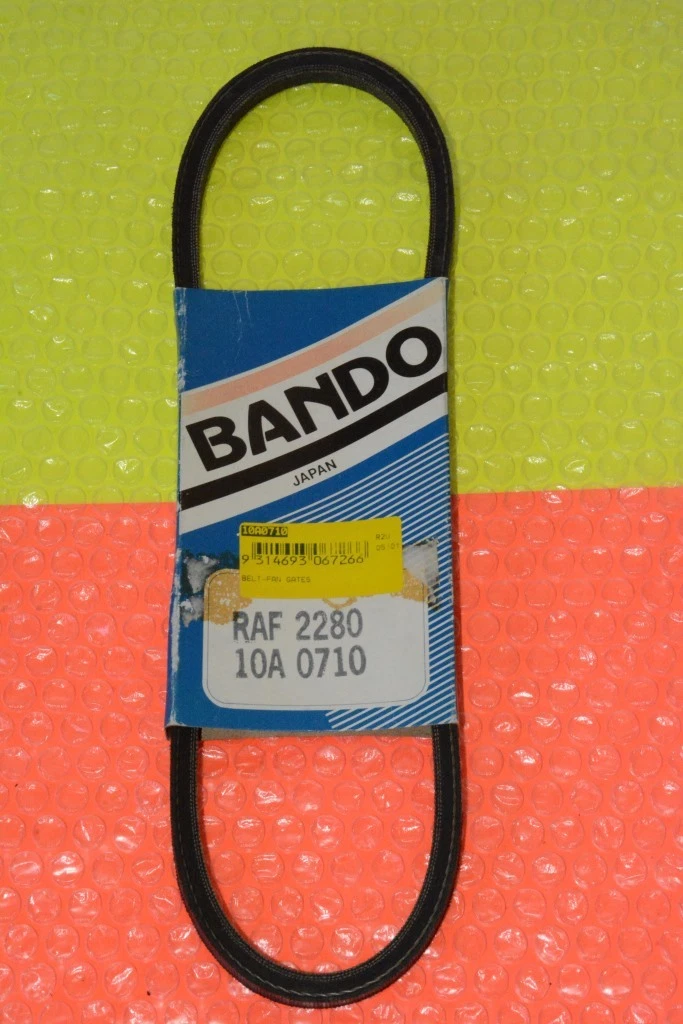 BANDO
JAPAN
10A0710
9 314693 067266
BELT-FAN GATES
RAF 2280
10A 0710